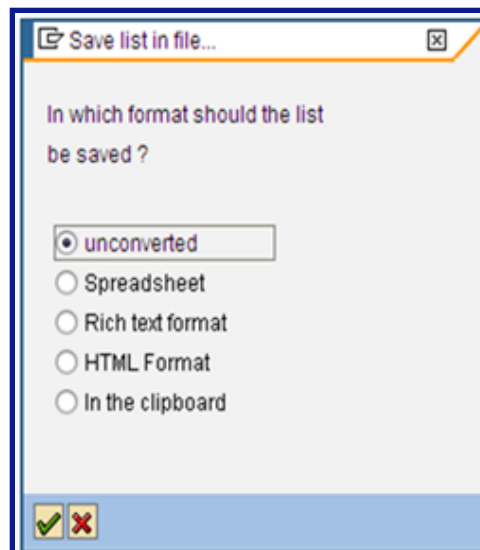 Save list in file...
In which format should the list
be saved ?
unconverted
Spreadsheet
Rich text format
HTML Format
In the clipboard